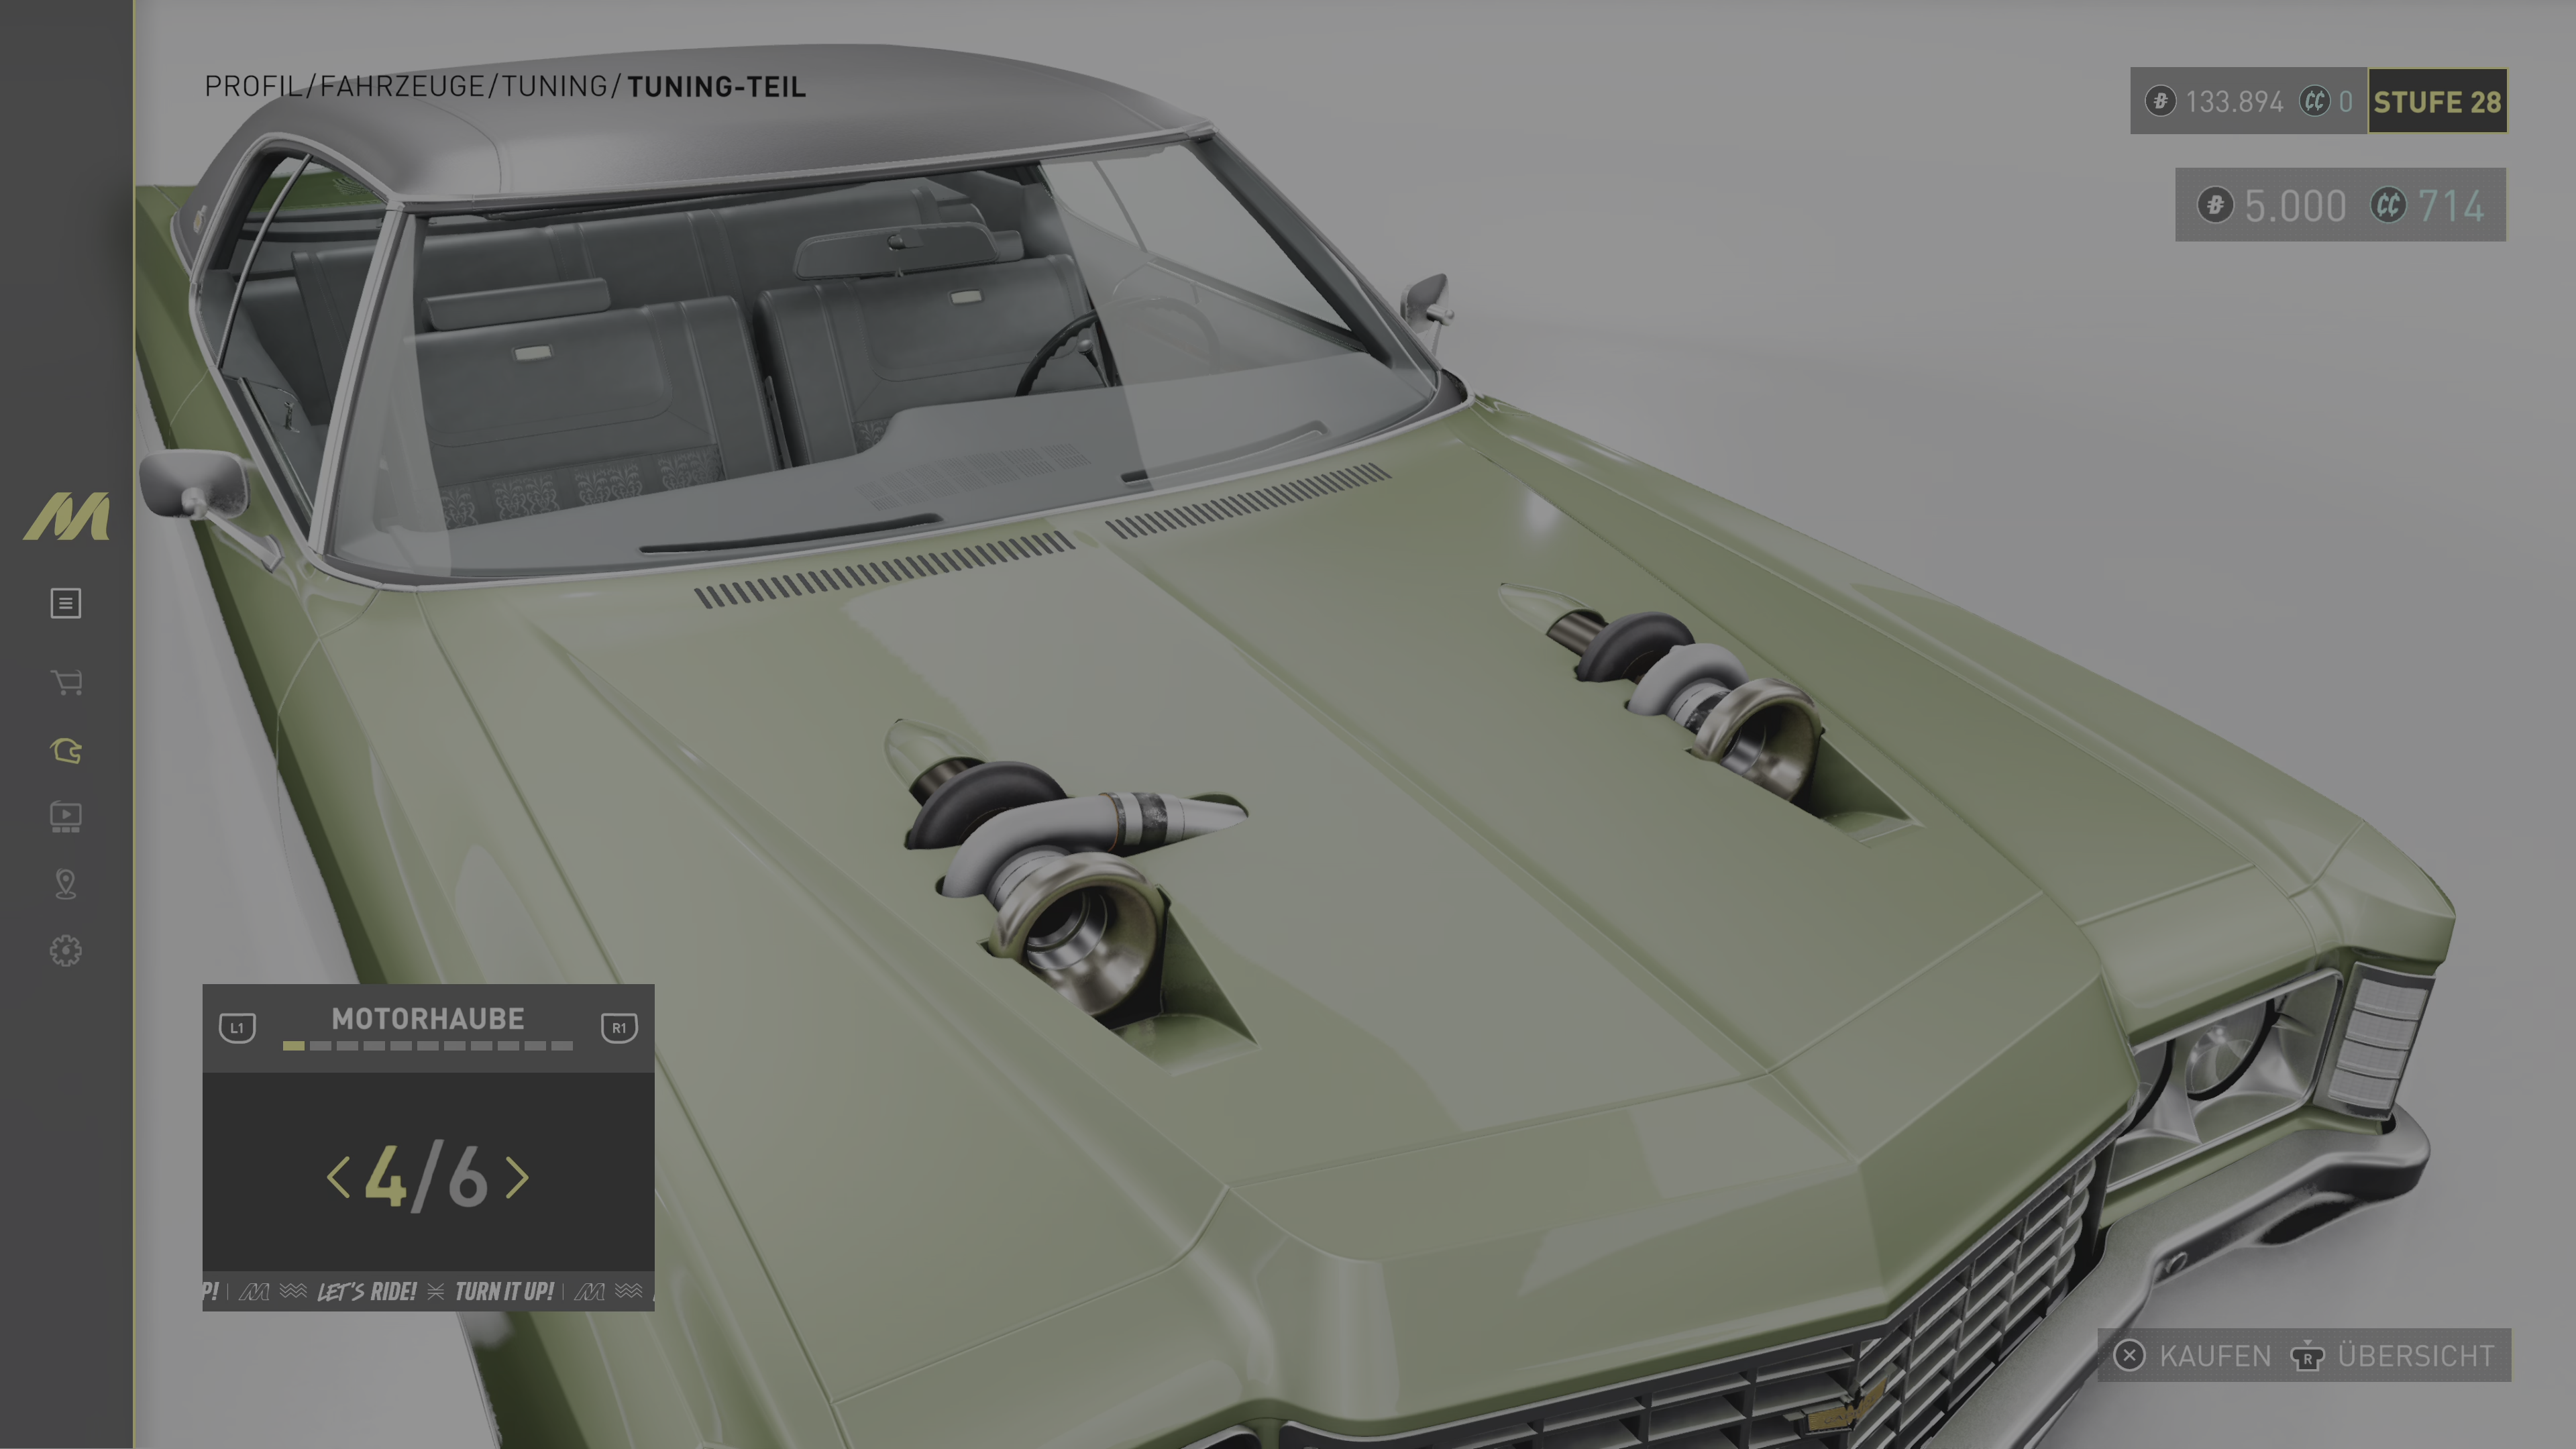 PROFIL/FAHRZEUGE/TUNING/TUNING-TEIL
133.894 0 STUFE 28
5.000 714
L1 MOTORHAUBE R1
4/6
P! LET'S RIDE! TURN IT UP!
KAUFEN R ÜBERSICHT